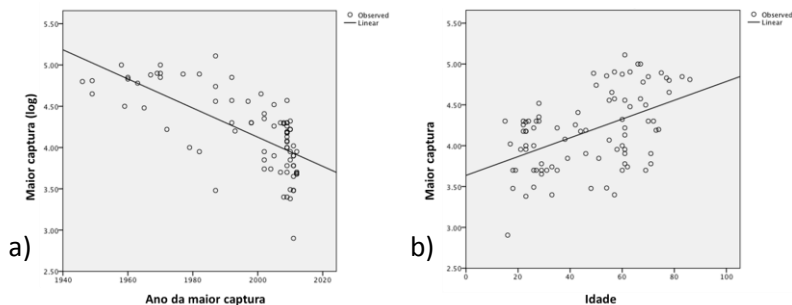 5.50
5.00
4.50
4.00
3.50
3.00
2.50
Maior captura (log)
1940
1960
1980
2000
2020
Ano da maior captura
Observed
Linear
a)
5.50
5.00
4.50
4.00
3.50
3.00
2.50
Maior captura
0
20
40
60
80
100
Idade
Observed
Linear
b)